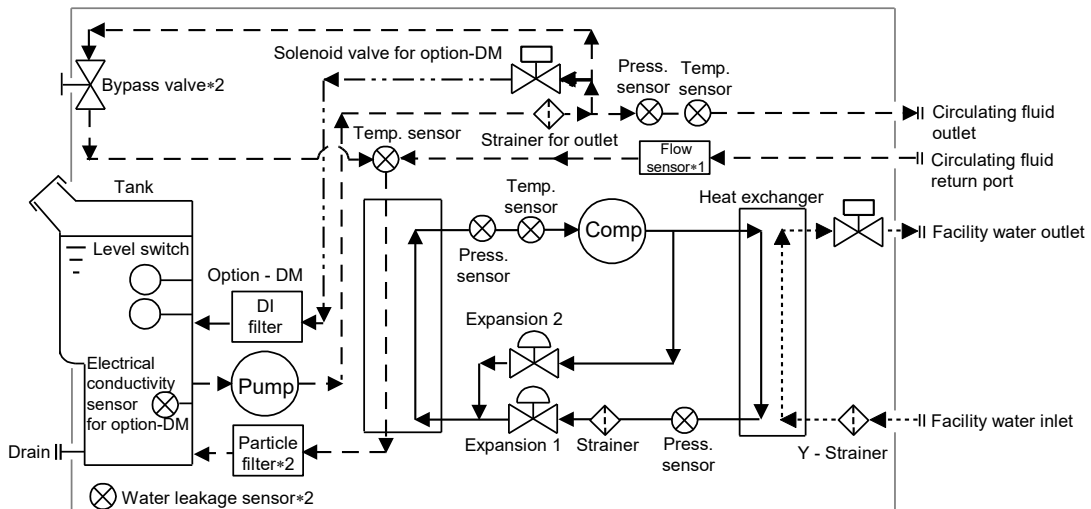 Solenoid valve for option-DM
Press.
sensor
Temp.
sensor
Bypass valve*2
Circulating fluid
outlet
Strainer for outlet
Temp. sensor
Flow
sensor*1
Circulating fluid
return port
Tank
Temp.
sensor
Heat exchanger
Comp
Facility water outlet
Level switch
Press.
sensor
Option - DM
DI
filter
Expansion 2
Electrical
conductivity
sensor
for option-DM
Pump
Facility water inlet
Expansion 1
Strainer
Press.
sensor
Y - Strainer
Drain
Particle
filter*2
Water leakage sensor*2